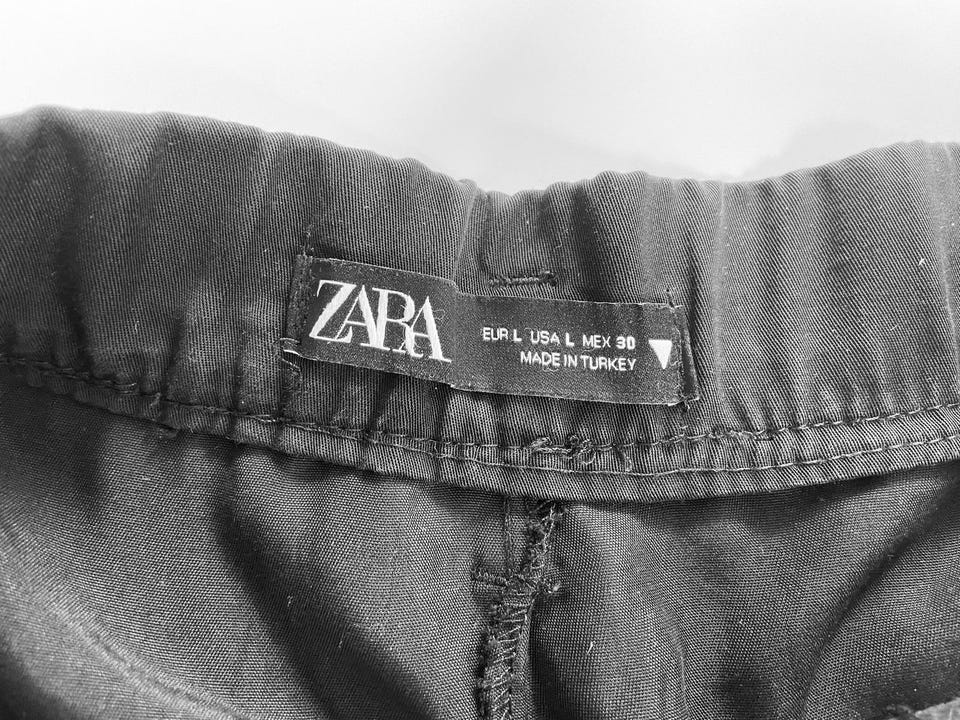 ZARA
EUR L USA L MEX 30
MADE IN TURKEY